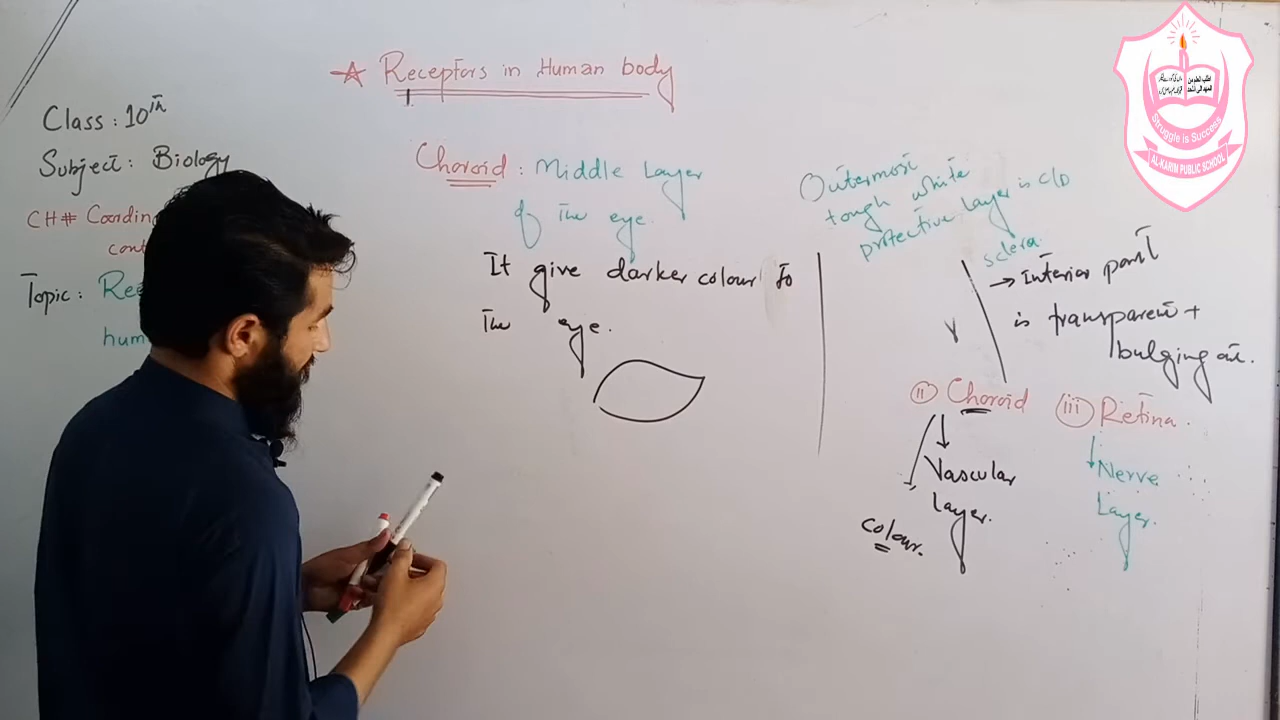 ★ Receptors in Human body
Class : 10th
Subject : Biology
CH# Coordin
cont
Topic : Rec
hum
Choroid : Middle Layer
of the eye.
It give darker colour to
the eye.
Outermost
tough white
protective layer is c/d
sclera.
→ Interior part
is transparent +
bulging out.
(ii) Choroid
Vascular
layer.
colour.
(iii) Retina.
Nerve
Layer.
Struggle is Success
AL-KARIM PUBLIC SCHOOL